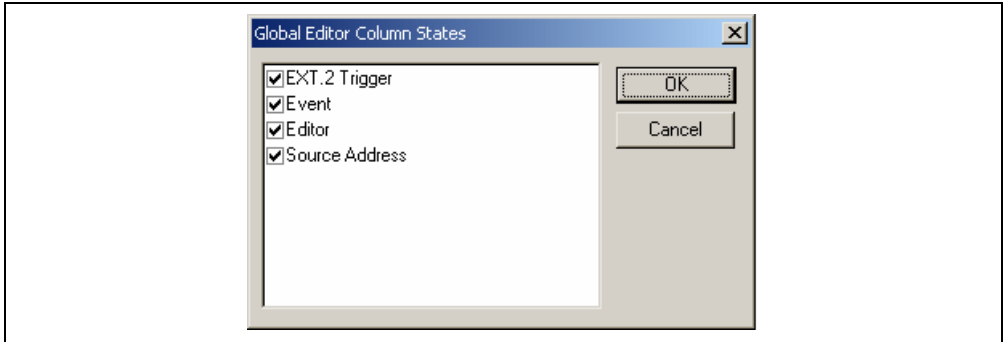 Global Editor Column States
EXT.2 Trigger
Event
Editor
Source Address
OK
Cancel